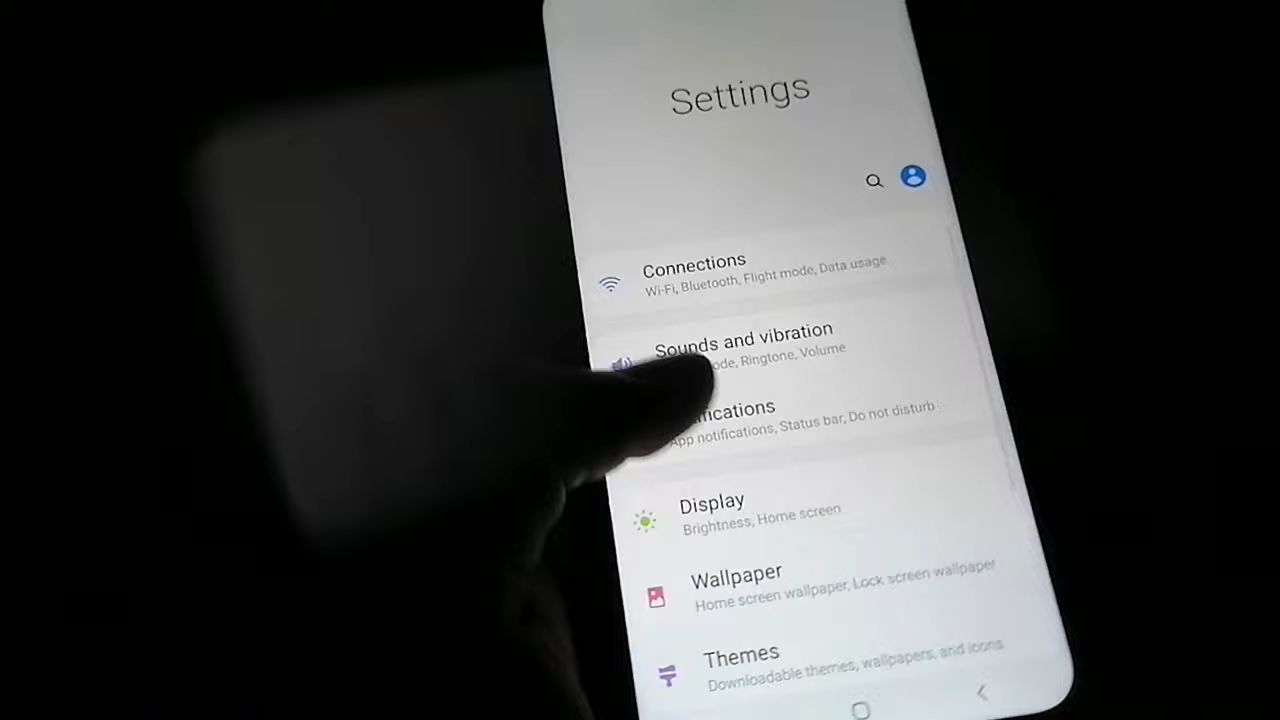 Settings
Connections
Wi-Fi, Bluetooth, Flight mode, Data usage
Sounds and vibration
Ringtone, Volume
App notifications, Status bar, Do not disturb
Display
Brightness, Home screen
Wallpaper
Home screen wallpaper, Lock screen wallpaper
Themes
Downloadable themes, wallpapers, and icons